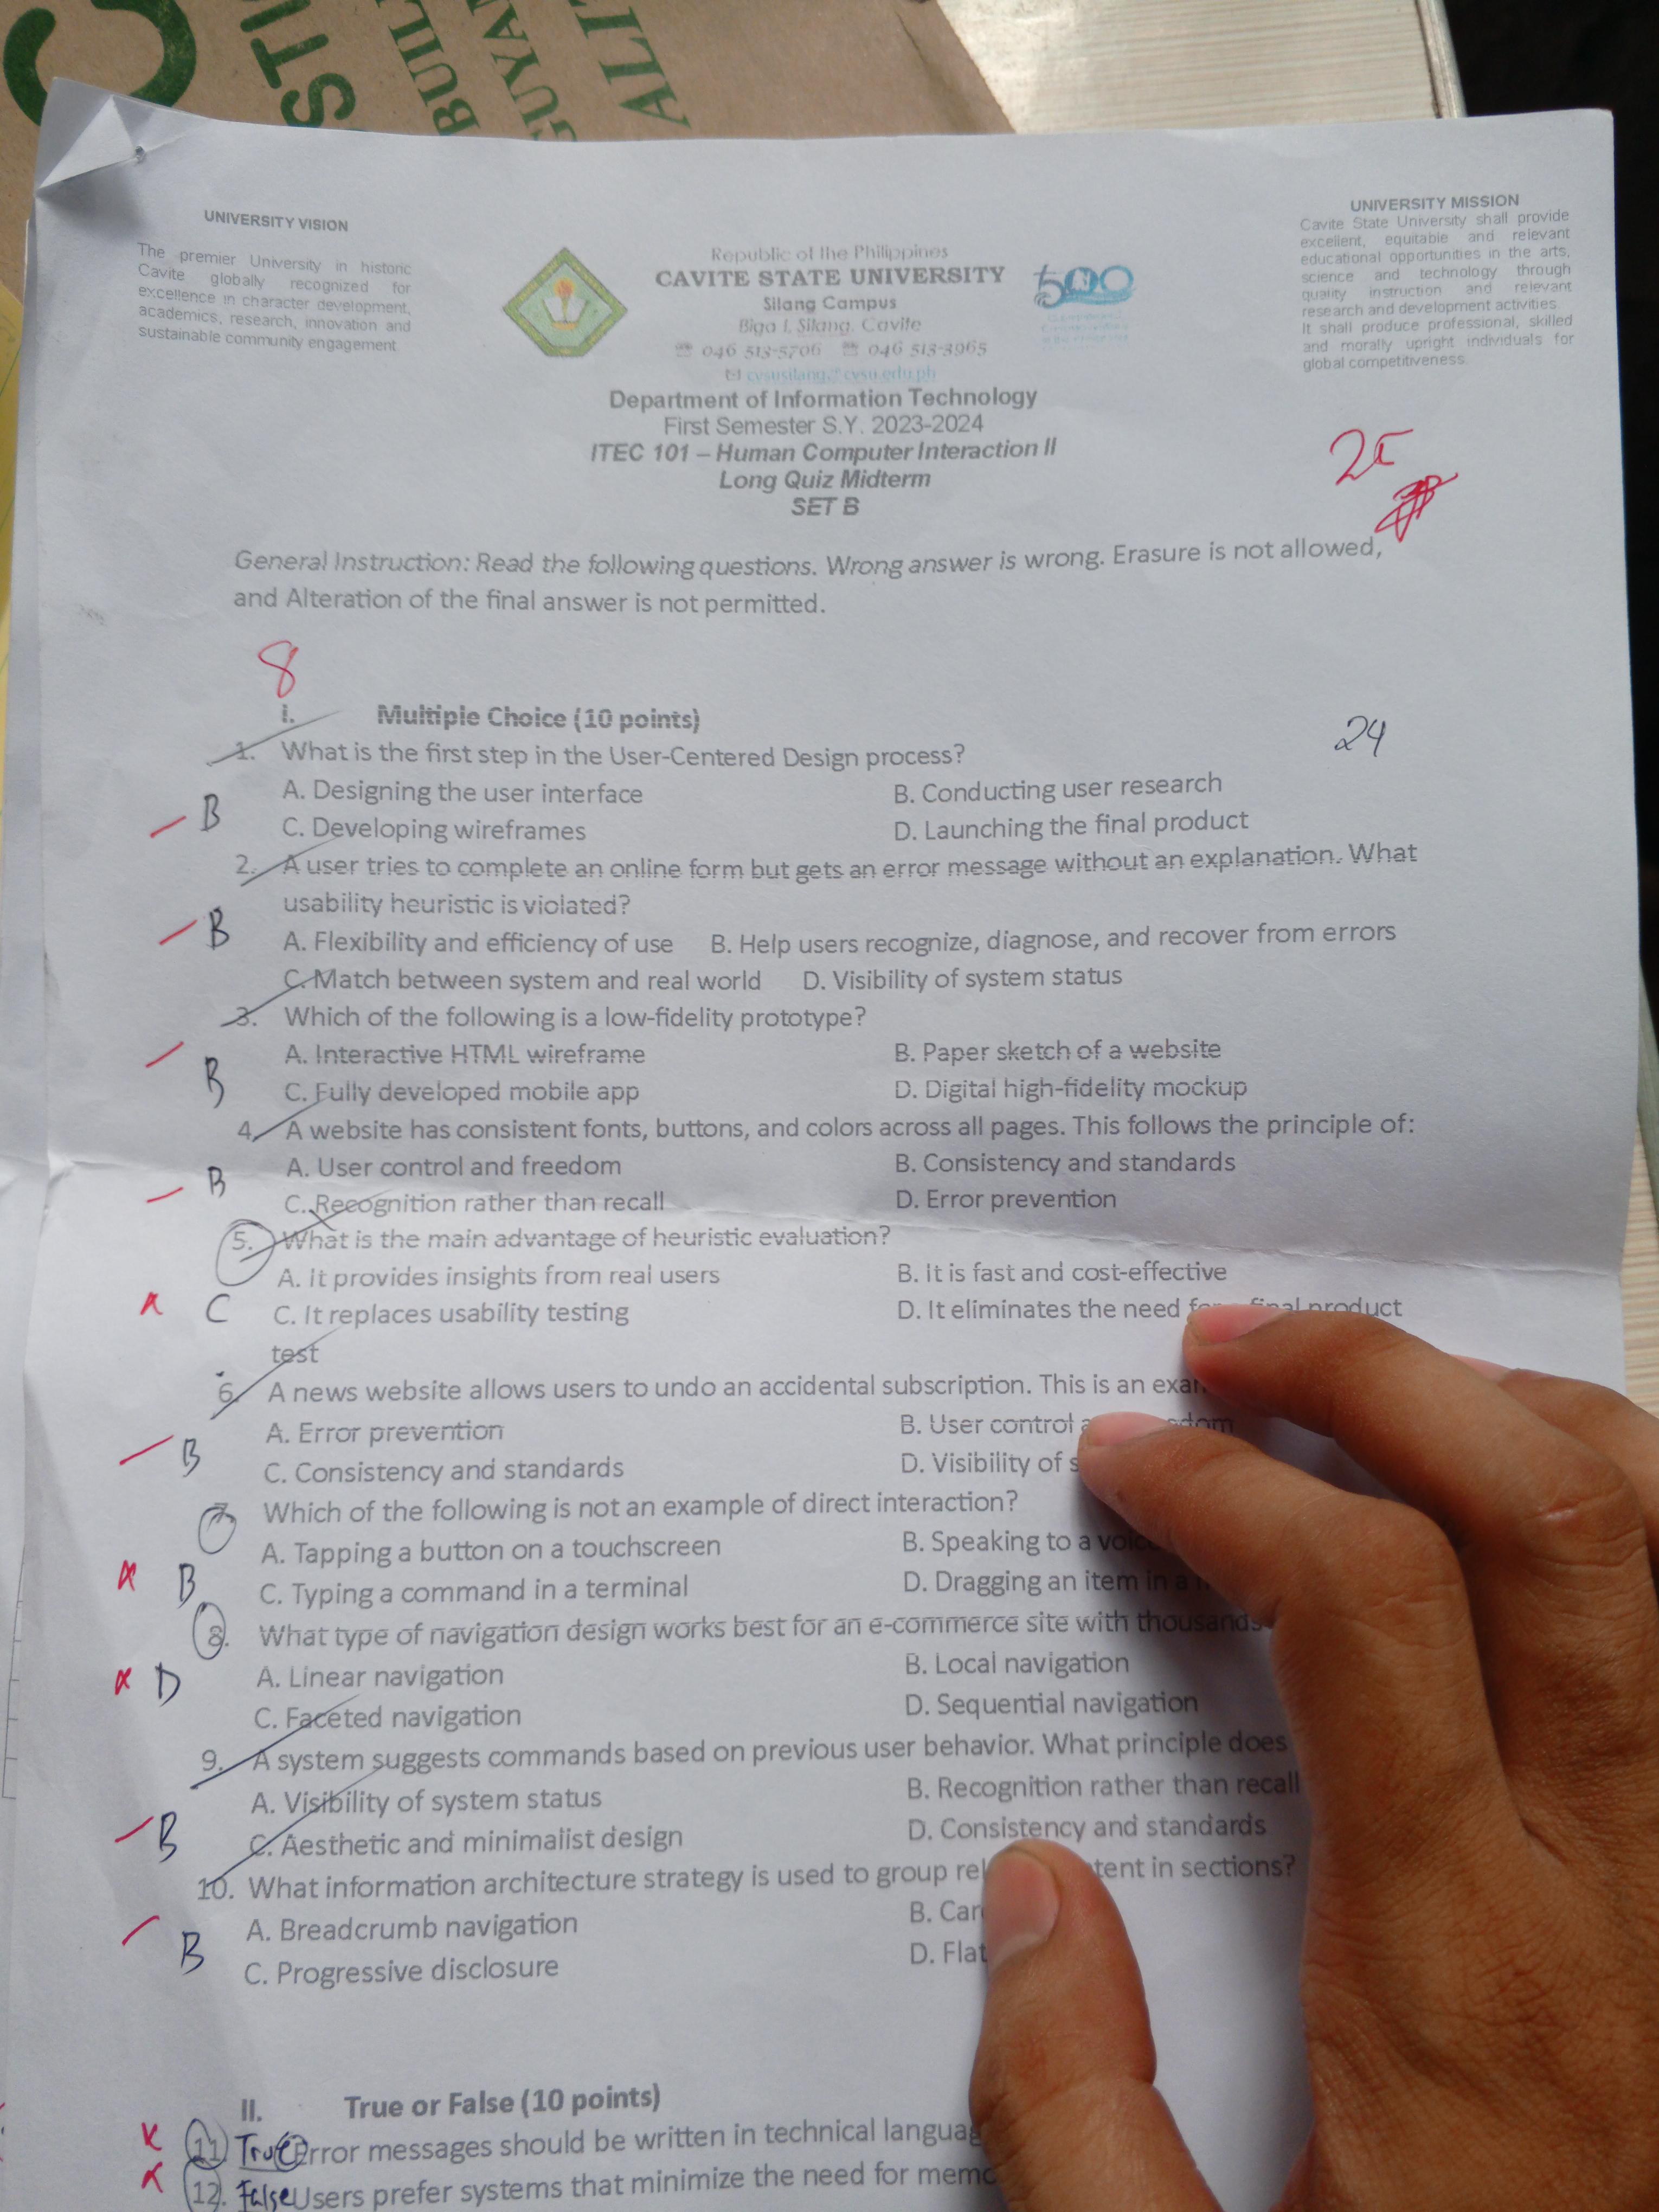 STI
BUIL
GUYAN
ALI
UNIVERSITY VISION
The premier University in historic
Cavite globally recognized for
excellence in character development,
academics, research, innovation and
sustainable community engagement.
Republic of the Philippines
CAVITE STATE UNIVERSITY
Silang Campus
Biga I, Silang, Cavite
046 513-5706 046 513-3965
cvsusilang@cvsu.edu.ph
500
UNIVERSITY MISSION
Cavite State University shall provide
excellent, equitable and relevant
educational opportunities in the arts,
science and technology through
quality instruction and relevant
research and development activities.
It shall produce professional, skilled
and morally upright individuals for
global competitiveness.
Department of Information Technology
First Semester S.Y. 2023-2024
ITEC 101 – Human Computer Interaction II
Long Quiz Midterm
SET B
General Instruction: Read the following questions. Wrong answer is wrong. Erasure is not allowed,
and Alteration of the final answer is not permitted.
8
I. Multiple Choice (10 points)
24
1. What is the first step in the User-Centered Design process?
A. Designing the user interface B. Conducting user research
B C. Developing wireframes D. Launching the final product
2. A user tries to complete an online form but gets an error message without an explanation. What
usability heuristic is violated?
B A. Flexibility and efficiency of use B. Help users recognize, diagnose, and recover from errors
C. Match between system and real world D. Visibility of system status
3. Which of the following is a low-fidelity prototype?
A. Interactive HTML wireframe B. Paper sketch of a website
B C. Fully developed mobile app D. Digital high-fidelity mockup
4. A website has consistent fonts, buttons, and colors across all pages. This follows the principle of:
A. User control and freedom B. Consistency and standards
B C. Recognition rather than recall D. Error prevention
5. What is the main advantage of heuristic evaluation?
A. It provides insights from real users B. It is fast and cost-effective
C C. It replaces usability testing D. It eliminates the need final product
test
6. A news website allows users to undo an accidental subscription. This is an
A. Error prevention B. User control
B C. Consistency and standards D. Visibility of
7. Which of the following is not an example of direct interaction?
A. Tapping a button on a touchscreen B. Speaking to a
B C. Typing a command in a terminal D. Dragging an item in a
8. What type of navigation design works best for an e-commerce site with thousands
D A. Linear navigation B. Local navigation
C. Faceted navigation D. Sequential navigation
9. A system suggests commands based on previous user behavior. What principle does
A. Visibility of system status B. Recognition rather than recall
B C. Aesthetic and minimalist design D. Consistency and standards
10. What information architecture strategy is used to group in sections?
A. Breadcrumb navigation B.
B C. Progressive disclosure D. Flat
II. True or False (10 points)
11. True Error messages should be written in technical
12. False Users prefer systems that minimize the need for